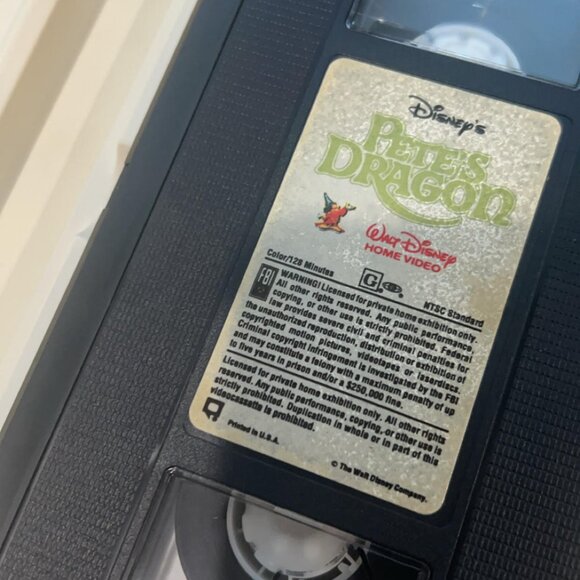 Disney's
PETE'S
DRAGON
WALT DISNEY
HOME VIDEO
Color/128 Minutes
G
NTSC Standard
FBI
WARNING! Licensed for private home exhibition only.
All other rights reserved. Any public performance,
copying, or other use is strictly prohibited. Federal
law provides severe civil and criminal penalties for
the unauthorized reproduction, distribution or exhibition of
copyrighted motion pictures, videotapes, or laserdiscs.
Criminal copyright infringement is investigated by the FBI
and may constitute a felony with a maximum penalty of up
to five years in prison and/or a $250,000 fine.
Licensed for private home exhibition only. All other rights
reserved. Any public performance, copying, or other use is
strictly prohibited. Duplication in whole or in part of this
videocassette is prohibited.
Printed in U.S.A.
© The Walt Disney Company.